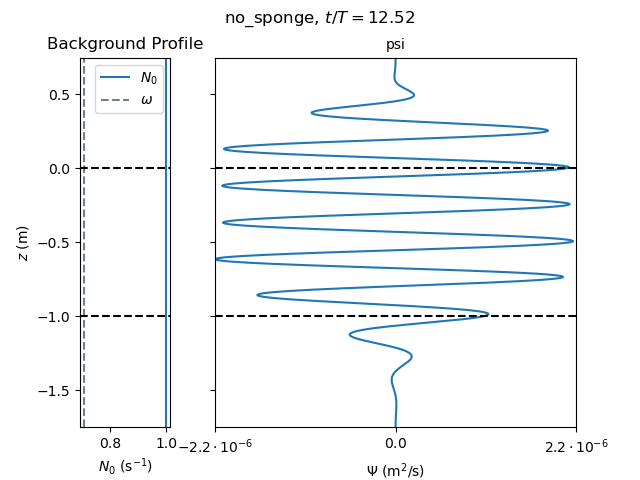 no_sponge, t/T = 12.52
Background Profile
psi
N₀
ω
0.5
0.0
−0.5
−1.0
−1.5
z (m)
0.8
1.0
N₀ (s⁻¹)
−2.2 · 10⁻⁶
0.0
2.2 · 10⁻⁶
Ψ (m²/s)